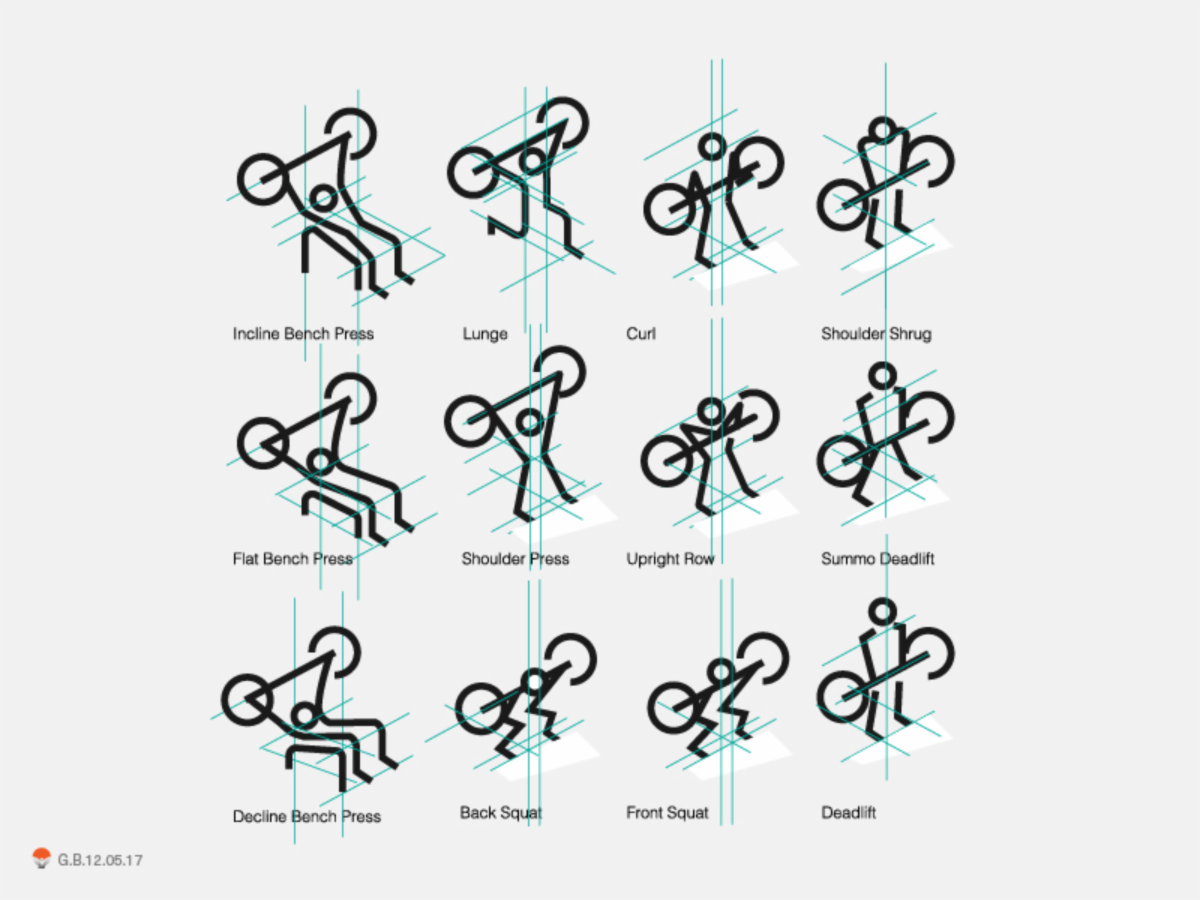 Incline Bench Press
Lunge
Curl
Shoulder Shrug
Flat Bench Press
Shoulder Press
Upright Row
Summo Deadlift
Decline Bench Press
Back Squat
Front Squat
Deadlift
G.B.12.05.17